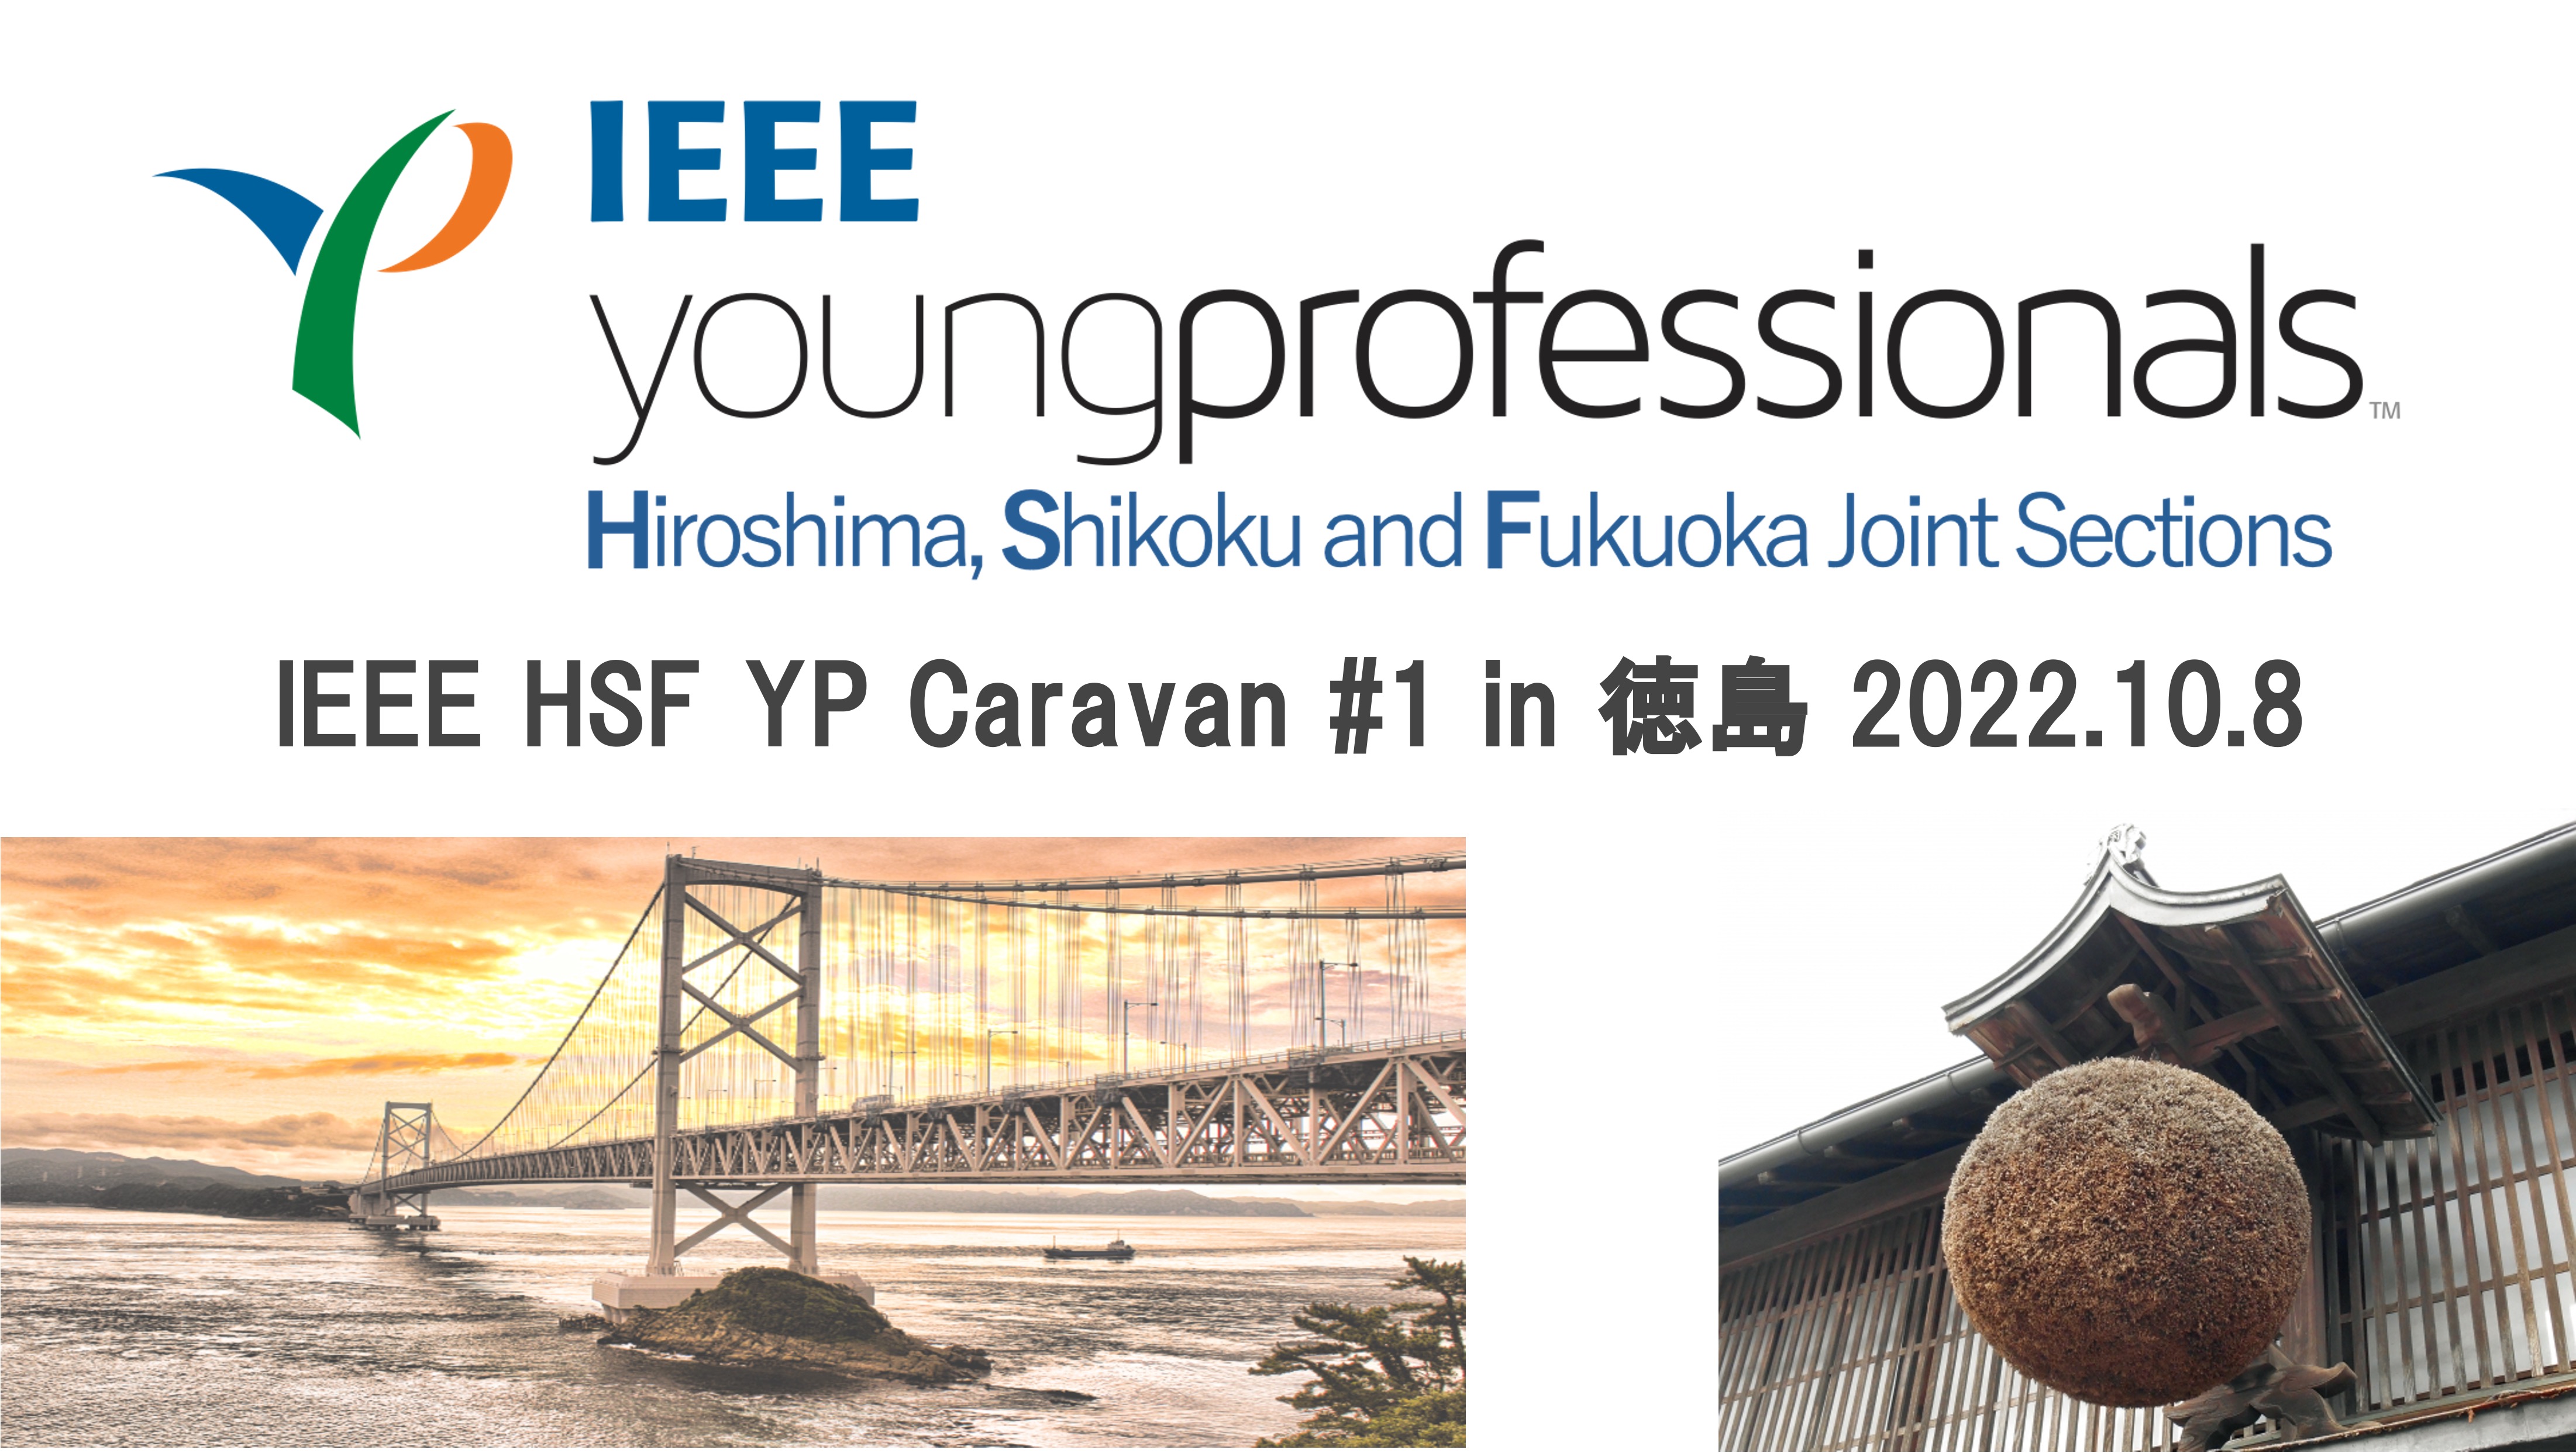 IEEE
youngprofessionals™
Hiroshima, Shikoku and Fukuoka Joint Sections
IEEE HSF YP Caravan #1 in 徳島 2022.10.8